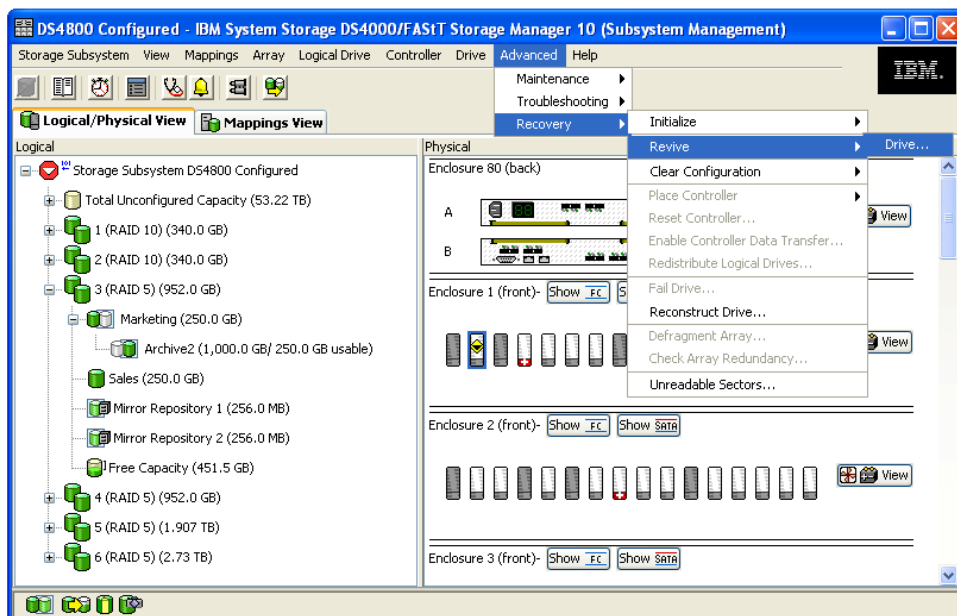 DS4800 Configured - IBM System Storage DS4000/FAStT Storage Manager 10 (Subsystem Management)
Storage Subsystem View Mappings Array Logical Drive Controller Drive Advanced Help
IBM.
Maintenance
Troubleshooting
Recovery
Initialize
Revive
Drive...
Clear Configuration
Place Controller
Reset Controller...
Enable Controller Data Transfer...
Redistribute Logical Drives...
Fail Drive...
Reconstruct Drive...
Defragment Array...
Check Array Redundancy...
Unreadable Sectors...
Logical/Physical View Mappings View
Logical
Storage Subsystem DS4800 Configured
Total Unconfigured Capacity (53.22 TB)
1 (RAID 10) (340.0 GB)
2 (RAID 10) (340.0 GB)
3 (RAID 5) (952.0 GB)
Marketing (250.0 GB)
Archive2 (1,000.0 GB/ 250.0 GB usable)
Sales (250.0 GB)
Mirror Repository 1 (256.0 MB)
Mirror Repository 2 (256.0 MB)
Free Capacity (451.5 GB)
4 (RAID 5) (952.0 GB)
5 (RAID 5) (1.907 TB)
6 (RAID 5) (2.73 TB)
Physical
Enclosure 80 (back)
A
B
View
Enclosure 1 (front)- Show FC S
View
Enclosure 2 (front)- Show FC Show SATA
View
Enclosure 3 (front)- Show FC Show SATA